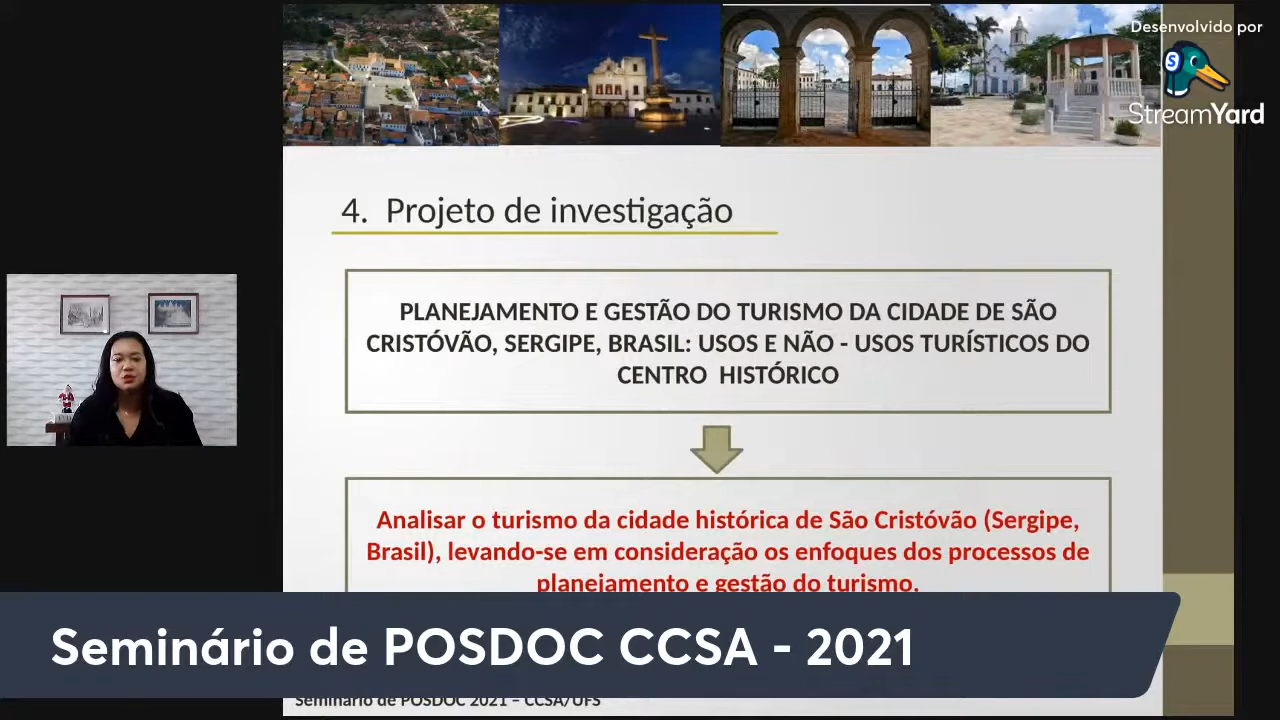 Desenvolvido por
StreamYard
4. Projeto de investigação
PLANEJAMENTO E GESTÃO DO TURISMO DA CIDADE DE SÃO
CRISTÓVÃO, SERGIPE, BRASIL: USOS E NÃO - USOS TURÍSTICOS DO
CENTRO HISTÓRICO
Analisar o turismo da cidade histórica de São Cristóvão (Sergipe,
Brasil), levando-se em consideração os enfoques dos processos de
planejamento e gestão do turismo.
Seminário de POSDOC CCSA - 2021
Seminário de POSDOC 2021 – CCSA/UFS